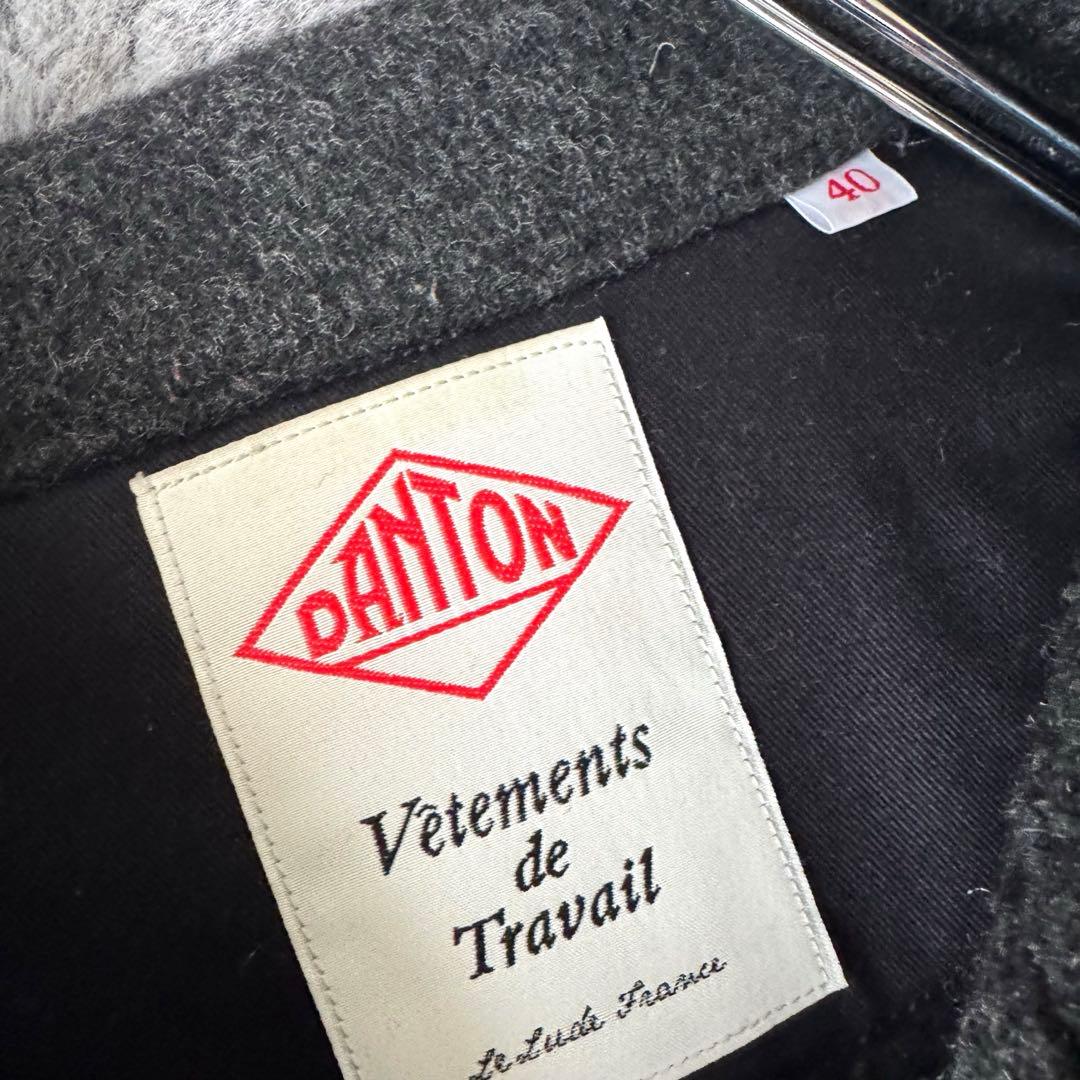 40
DANTON
Vêtements
de
Travail
Le Lude France